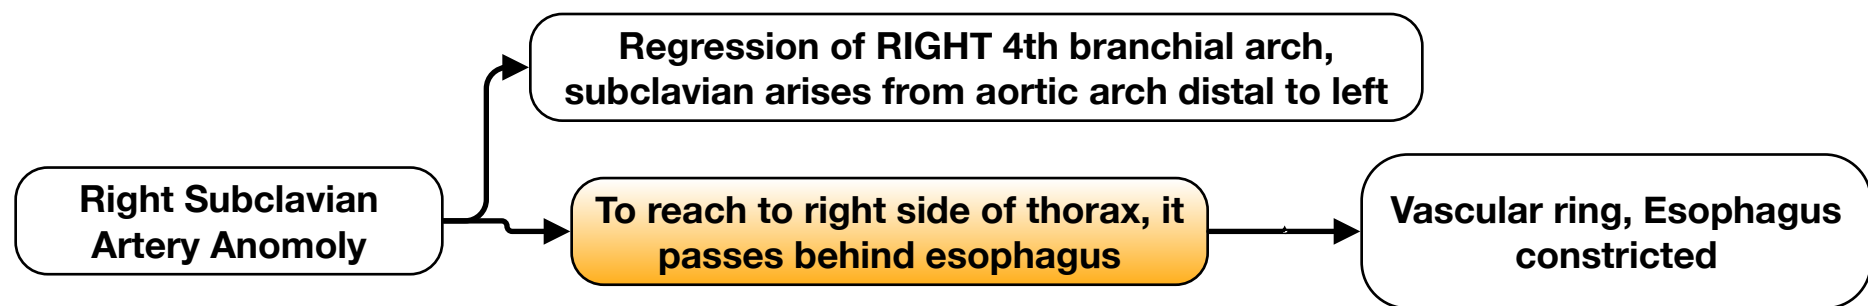 Regression of RIGHT 4th branchial arch,
subclavian arises from aortic arch distal to left
Right Subclavian
Artery Anomoly
To reach to right side of thorax, it
passes behind esophagus
Vascular ring, Esophagus
constricted